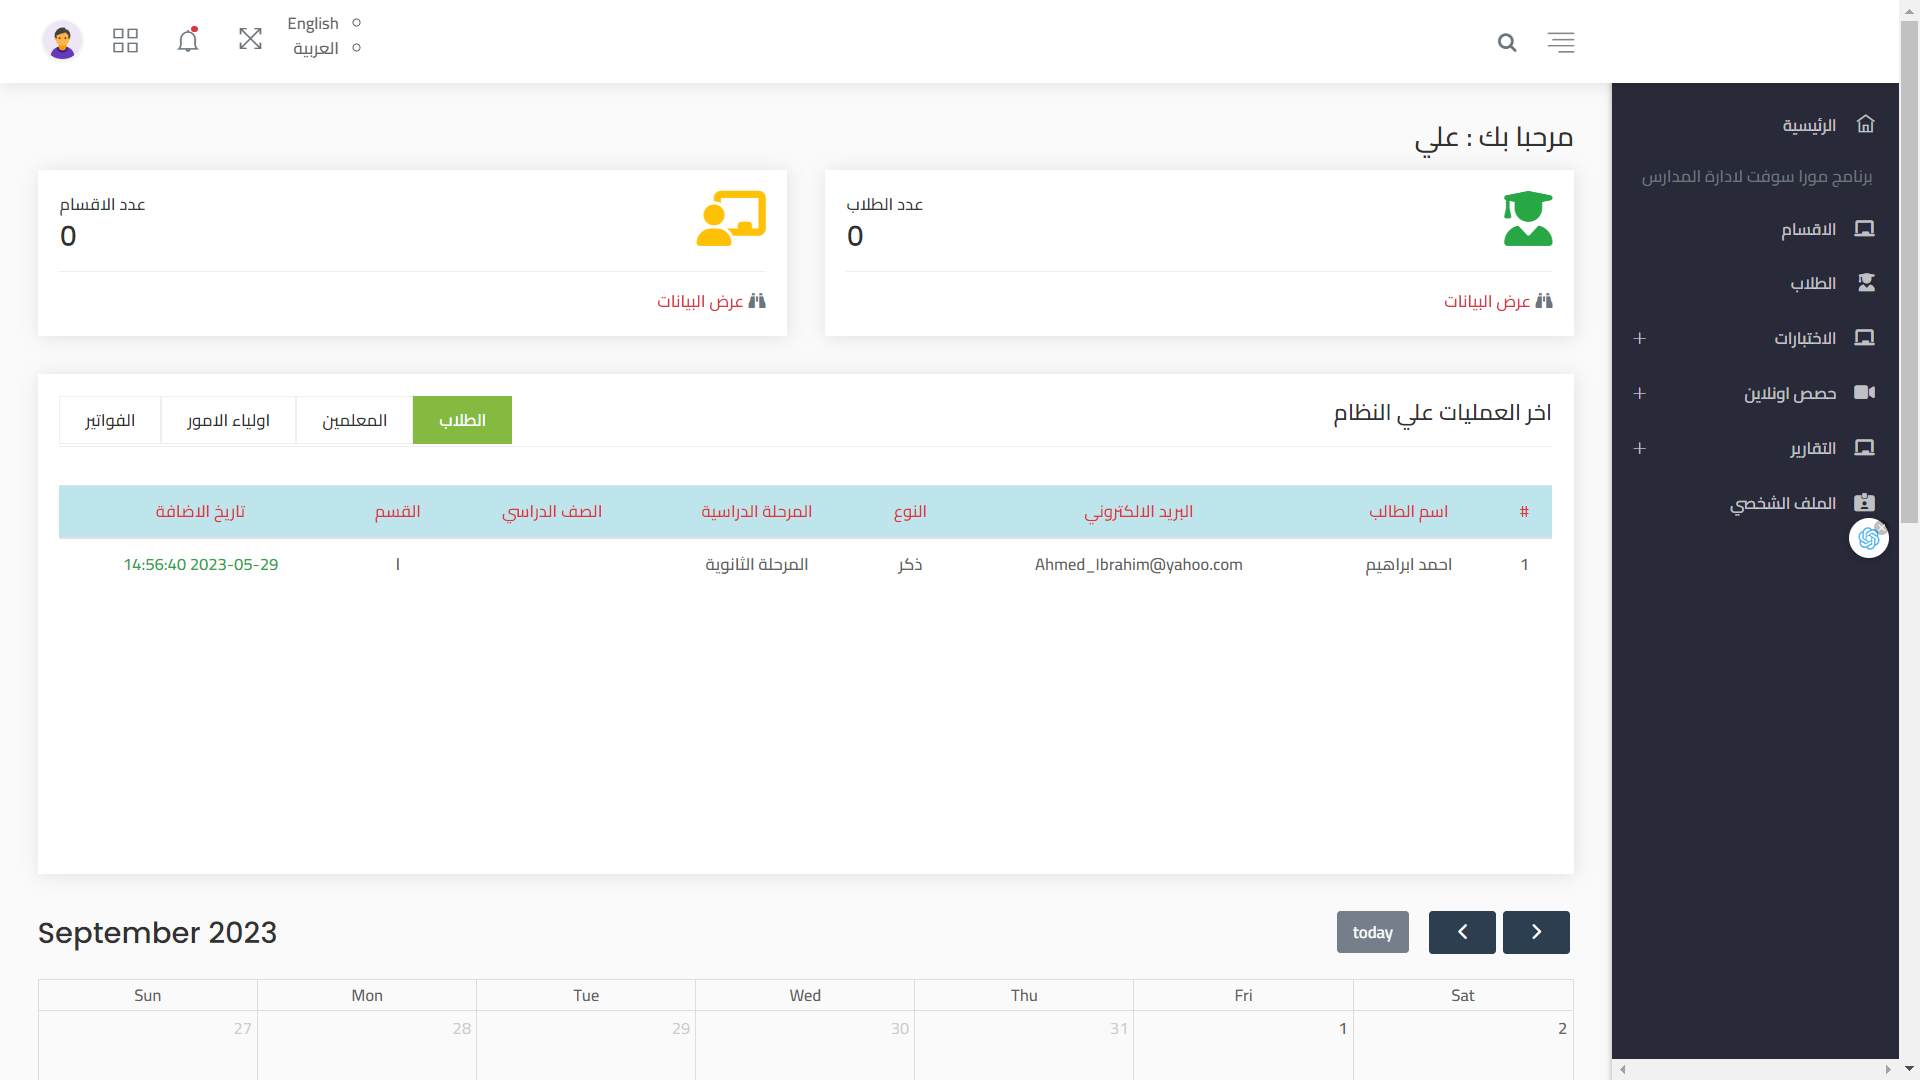 English
العربية
الرئيسية
برنامج مورا سوفت لادارة المدارس
الاقسام
الطلاب
الاختبارات
حصص اونلاين
التقارير
الملف الشخصي
مرحبا بك : علي
عدد الطلاب
0
عرض البيانات
عدد الاقسام
0
عرض البيانات
اخر العمليات علي النظام
الطلاب المعلمين اولياء الامور الفواتير
# اسم الطالب البريد الالكتروني النوع المرحلة الدراسية الصف الدراسي القسم تاريخ الاضافة
1 احمد ابراهيم Ahmed_Ibrahim@yahoo.com ذكر المرحلة الثانوية ا 2023-05-29 14:56:40
September 2023
today
Sun Mon Tue Wed Thu Fri Sat
27 28 29 30 31 1 2